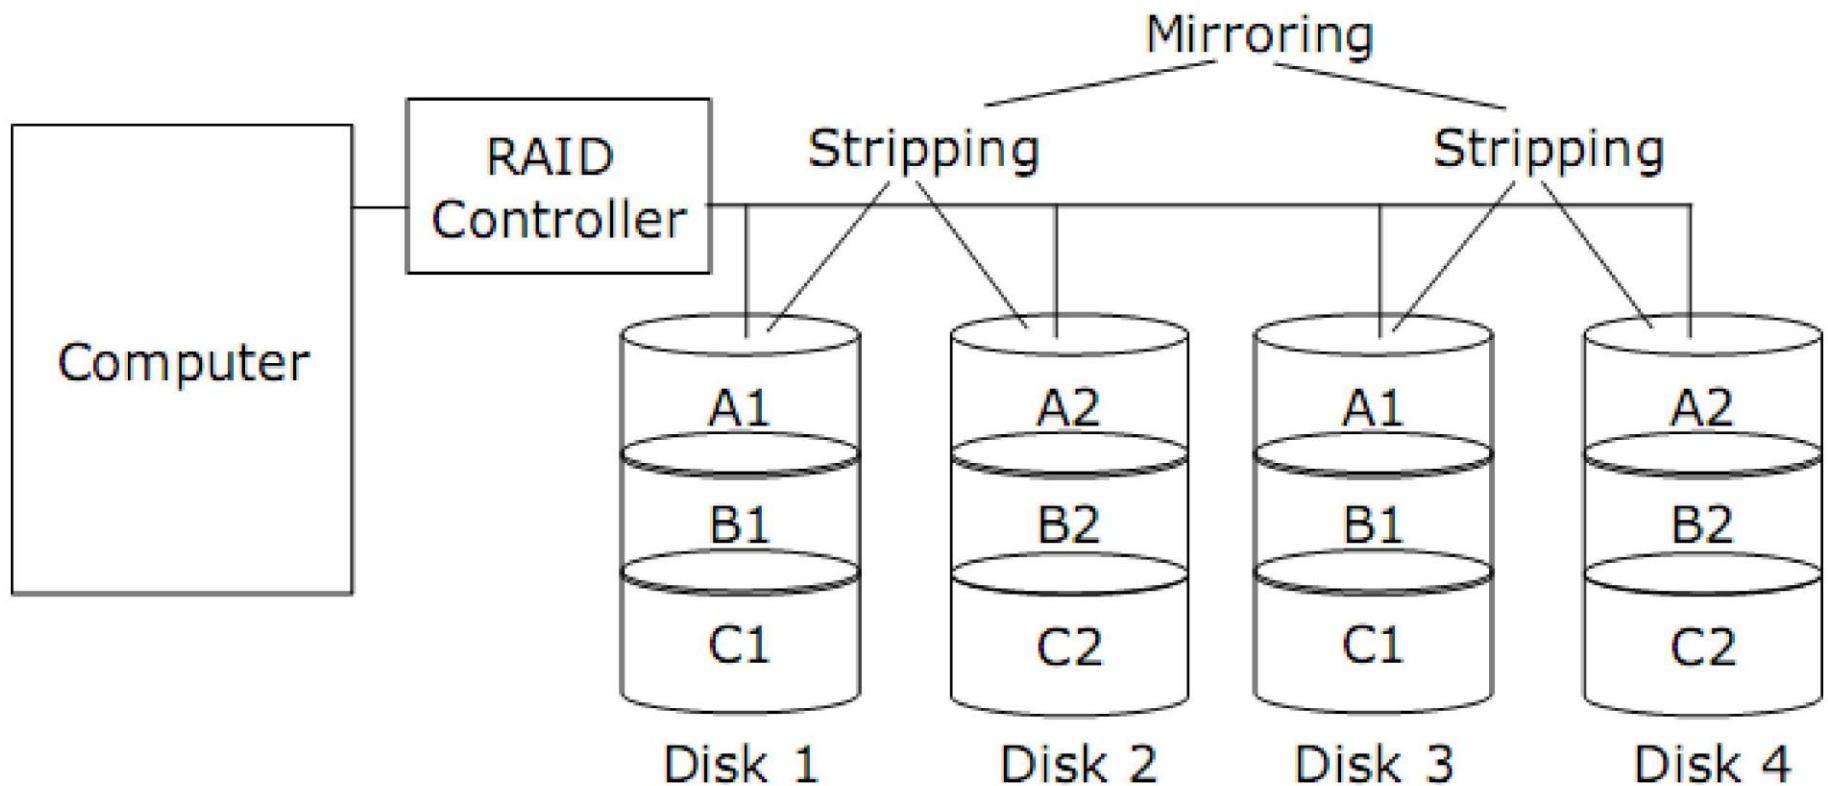 Mirroring
Stripping
Stripping
RAID
Controller
Computer
A1
A2
A1
A2
B1
B2
B1
B2
C1
C2
C1
C2
Disk 1
Disk 2
Disk 3
Disk 4